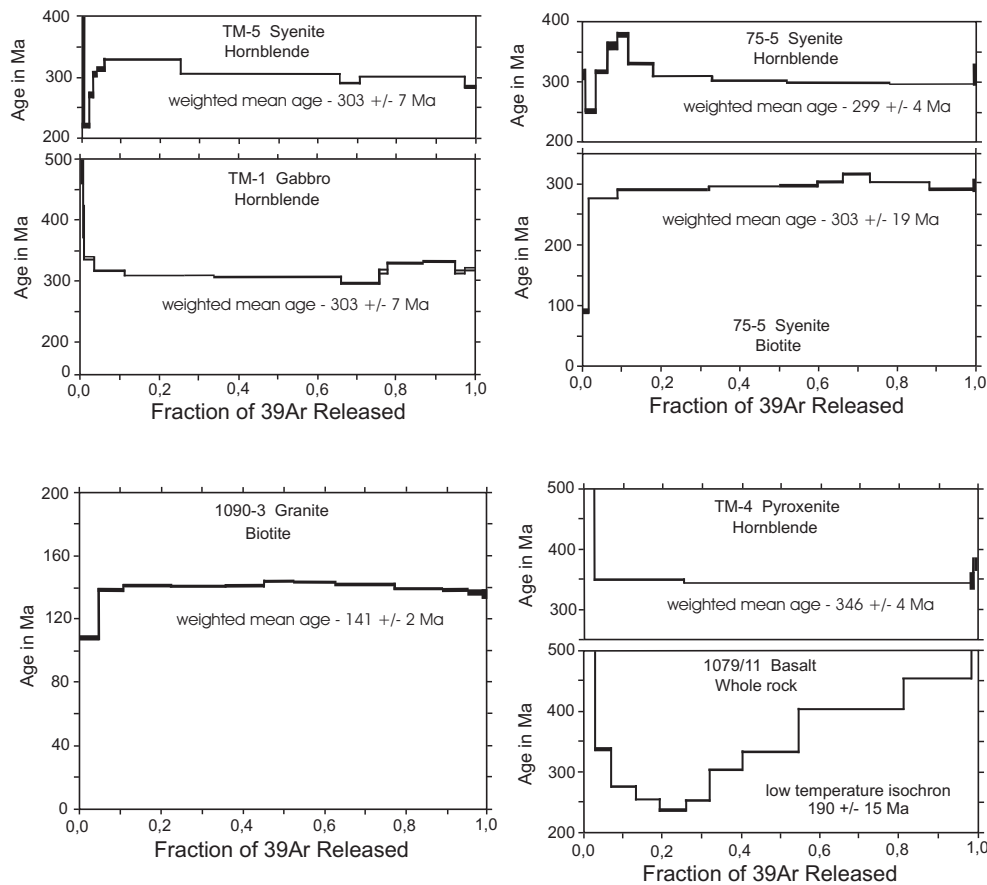 400
300
200
Age in Ma
TM-5 Syenite
Hornblende
weighted mean age - 303 +/- 7 Ma
500
400
300
200
0
Age in Ma
TM-1 Gabbro
Hornblende
weighted mean age - 303 +/- 7 Ma
0,0 0,2 0,4 0,6 0,8 1,0
Fraction of 39Ar Released
400
300
200
Age in Ma
75-5 Syenite
Hornblende
weighted mean age - 299 +/- 4 Ma
300
200
100
0
Age in Ma
weighted mean age - 303 +/- 19 Ma
75-5 Syenite
Biotite
0,0 0,2 0,4 0,6 0,8 1,0
Fraction of 39Ar Released
200
160
120
80
40
0
Age in Ma
1090-3 Granite
Biotite
weighted mean age - 141 +/- 2 Ma
0,0 0,2 0,4 0,6 0,8 1,0
Fraction of 39Ar Released
500
400
300
Age in Ma
TM-4 Pyroxenite
Hornblende
weighted mean age - 346 +/- 4 Ma
500
400
300
200
Age in Ma
1079/11 Basalt
Whole rock
low temperature isochron
190 +/- 15 Ma
0,0 0,2 0,4 0,6 0,8 1,0
Fraction of 39Ar Released